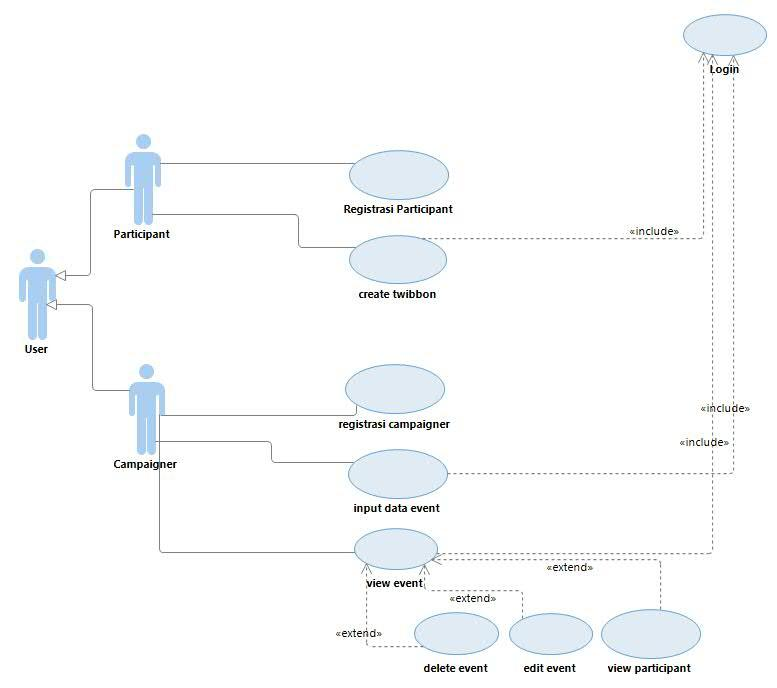 Login
Participant
Registrasi Participant
«include»
create twibbon
User
Campaigner
registrasi campaigner
«include»
«include»
input data event
view event
«extend»
«extend»
«extend»
delete event
edit event
view participant